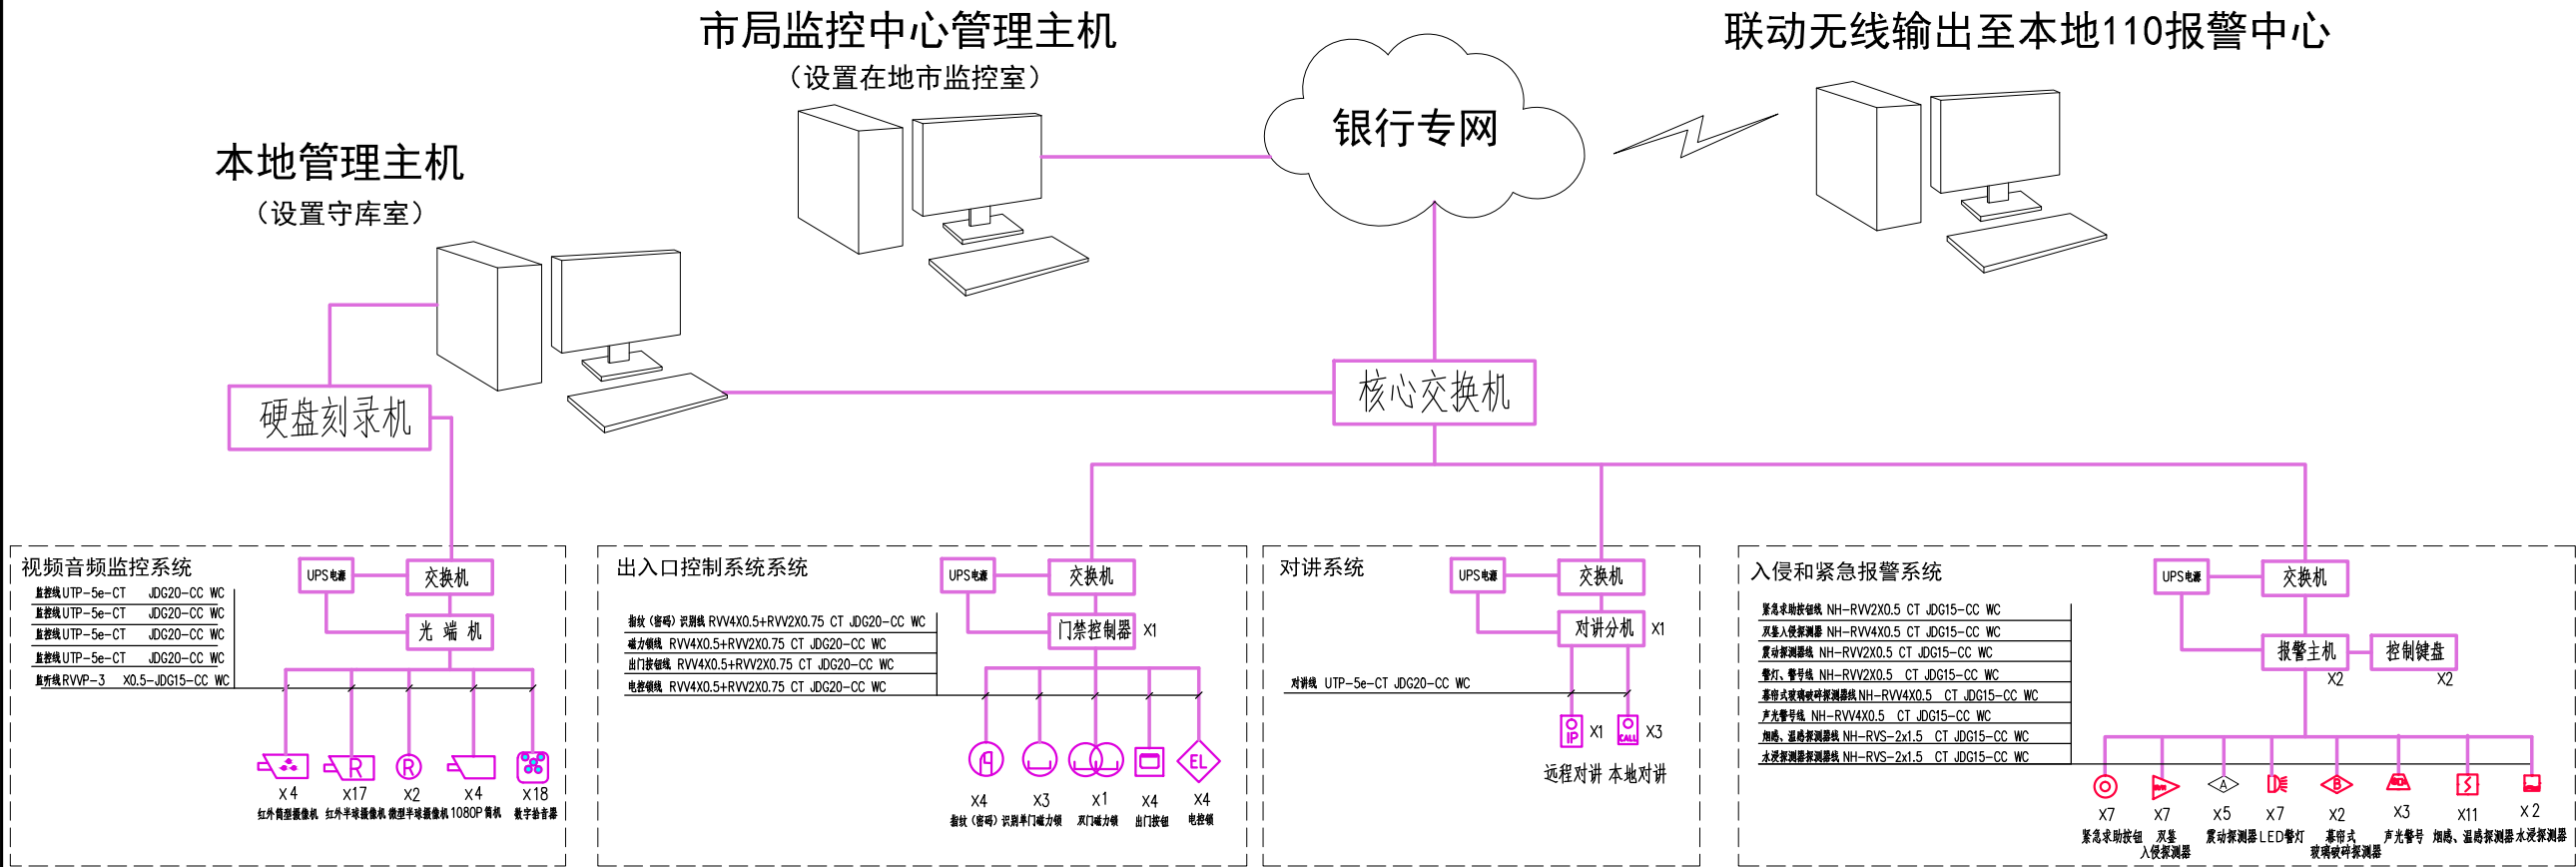 市局监控中心管理主机
（设置在地市监控室）
联动无线输出至本地110报警中心
银行专网
本地管理主机
（设置守库室）
硬盘刻录机
核心交换机
视频音频监控系统
UPS电源
交换机
光端机
监控线UTP-5e-CT JDG20-CC WC
监控线UTP-5e-CT JDG20-CC WC
监控线UTP-5e-CT JDG20-CC WC
监控线UTP-5e-CT JDG20-CC WC
监听线RVVP-3 X0.5-JDG15-CC WC
R
R
X4
X17
X2
X4
X18
红外筒型摄像机
红外半球摄像机
微型半球摄像机
1080P筒机
数字拾音器
出入口控制系统系统
UPS电源
交换机
门禁控制器
X1
指纹（密码）识别线 RVV4X0.5+RVV2X0.75 CT JDG20-CC WC
磁力锁线 RVV4X0.5+RVV2X0.75 CT JDG20-CC WC
出门按钮线 RVV4X0.5+RVV2X0.75 CT JDG20-CC WC
电控锁线 RVV4X0.5+RVV2X0.75 CT JDG20-CC WC
EL
X4
X3
X1
X4
X4
指纹（密码）识别
单门磁力锁
双门磁力锁
出门按钮
电控锁
对讲系统
UPS电源
交换机
对讲分机
X1
对讲线 UTP-5e-CT JDG20-CC WC
IP
X1
CALL
X3
远程对讲
本地对讲
入侵和紧急报警系统
UPS电源
交换机
报警主机
X2
控制键盘
X2
紧急求助按钮线 NH-RVV2X0.5 CT JDG15-CC WC
双鉴入侵探测器 NH-RVV4X0.5 CT JDG15-CC WC
震动探测器线 NH-RVV2X0.5 CT JDG15-CC WC
警灯、警号线 NH-RVV2X0.5 CT JDG15-CC WC
幕帘式玻璃破碎探测器线 NH-RVV4X0.5 CT JDG15-CC WC
声光警号线 NH-RVV4X0.5 CT JDG15-CC WC
烟感、温感探测器线 NH-RVS-2x1.5 CT JDG15-CC WC
水浸探测器探测器线 NH-RVS-2x1.5 CT JDG15-CC WC
A
B
X7
X7
X5
X7
X2
X3
X11
X2
紧急求助按钮
双鉴
入侵探测器
震动探测器
LED警灯
幕帘式
玻璃破碎探测器
声光警号
烟感、温感探测器
水浸探测器